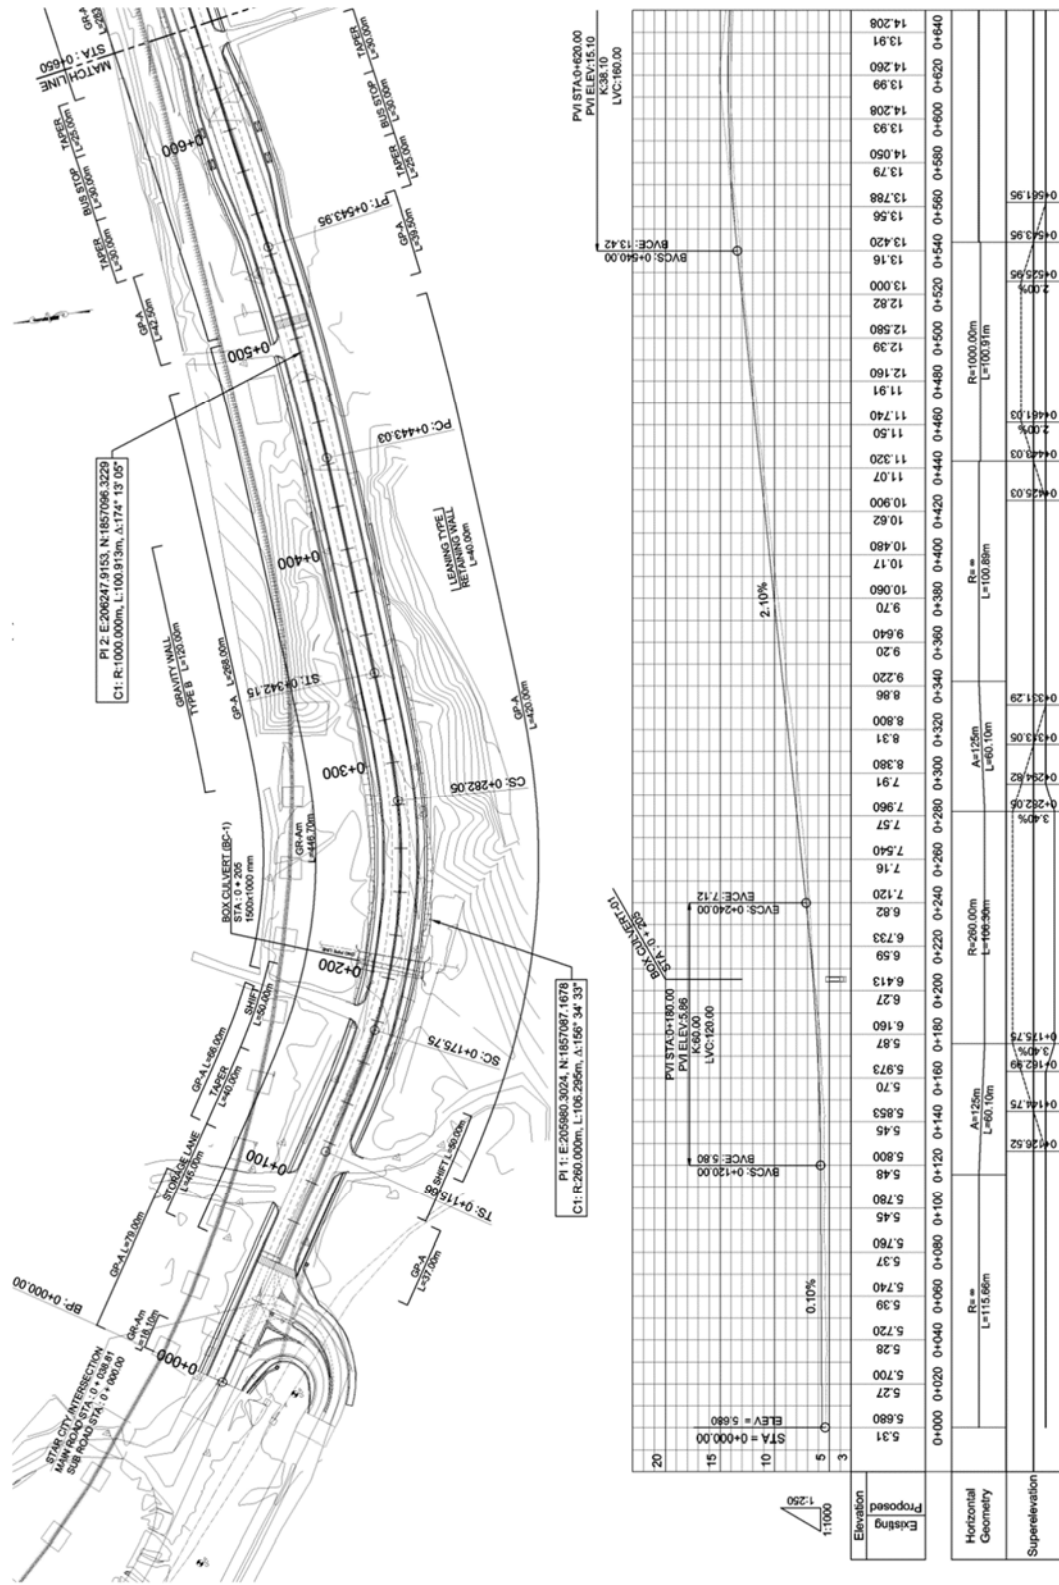 GR-A
L=283
STA : 0+650
MATCH LINE
TAPER
L=25.00m
BUS STOP
L=30.00m
TAPER
L=30.00m
TAPER
L=30.00m
BUS STOP
L=30.00m
TAPER
L=25.00m
GP-A
L=39.50m
GP-A
L=42.50m
0+600
PT: 0+543.95
0+500
PC: 0+443.03
PI 2: E:206247.9153, N:1857096.3229
C1: R:1000.000m, L:100.913m, Δ:174° 13' 05"
GRAVITY WALL
TYPE B L=120.00m
GP-A L=268.00m
0+400
LEANING TYPE
RETAINING WALL
L=40.00m
ST: 0+342.15
GP-A
L=420.00m
0+300
CS: 0+282.05
GR-Am
L=446.70m
BOX CULVERT (BC-1)
STA : 0 + 205
1500x1000 mm
0+200
SHIFT
L=50.00m
GP-A L=66.00m
TAPER
L=40.00m
SC: 0+175.75
PI 1: E:205980.3024, N:1857087.1678
C1: R:260.000m, L:106.295m, Δ:156° 34' 33"
STORAGE LANE
L=45.00m
0+100
TS: 0+115.66
SHIFT L=50.00m
GP-A L=79.00m
GP-A
L=37.00m
BP: 0+000.00
GR-Am
L=18.10m
0+000
STAR CITY INTERSECTION
MAIN ROAD STA : 0 + 038.81
SUB ROAD STA : 0 + 000.00
PVI STA:0+620.00
PVI ELEV:15.10
K:38.10
LVC:160.00
BVCS: 0+540.00
BVCE: 13.42
2.10%
BOX CULVERT-01
STA : 0 + 205
EVCS: 0+240.00
EVCE: 7.12
PVI STA:0+180.00
PVI ELEV:5.86
K:60.00
LVC:120.00
BVCS: 0+120.00
BVCE: 5.80
0.10%
STA = 0+000.00
ELEV = 5.680
20
15
10
5
3
1:250
1:1000
Elevation
Proposed
5.680 5.700 5.720 5.740 5.760 5.780 5.800 5.853 5.973 6.160 6.413 6.733 7.120 7.540 7.960 8.380 8.800 9.220 9.640 10.060 10.480 10.900 11.320 11.740 12.160 12.580 13.000 13.420 13.788 14.050 14.208 14.260 14.208
Existing
5.31 5.27 5.28 5.39 5.37 5.45 5.48 5.45 5.70 5.87 6.27 6.59 6.82 7.16 7.57 7.91 8.31 8.86 9.20 9.70 10.17 10.62 11.07 11.50 11.91 12.39 12.82 13.16 13.56 13.79 13.93 13.99 13.91
0+000 0+020 0+040 0+060 0+080 0+100 0+120 0+140 0+160 0+180 0+200 0+220 0+240 0+260 0+280 0+300 0+320 0+340 0+360 0+380 0+400 0+420 0+440 0+460 0+480 0+500 0+520 0+540 0+560 0+580 0+600 0+620 0+640
Horizontal
Geometry
R= ∞
L=115.66m
A=125m
L=60.10m
R=260.00m
L=106.30m
A=125m
L=60.10m
R= ∞
L=100.89m
R=1000.00m
L=100.91m
Superelevation
0+126.52
0+144.75
0+162.99
3.40%
0+175.75
0+282.05
3.40%
0+294.82
0+313.05
0+331.29
0+425.03
0+443.03
2.00%
0+461.03
0+525.95
2.00%
0+543.95
0+561.95